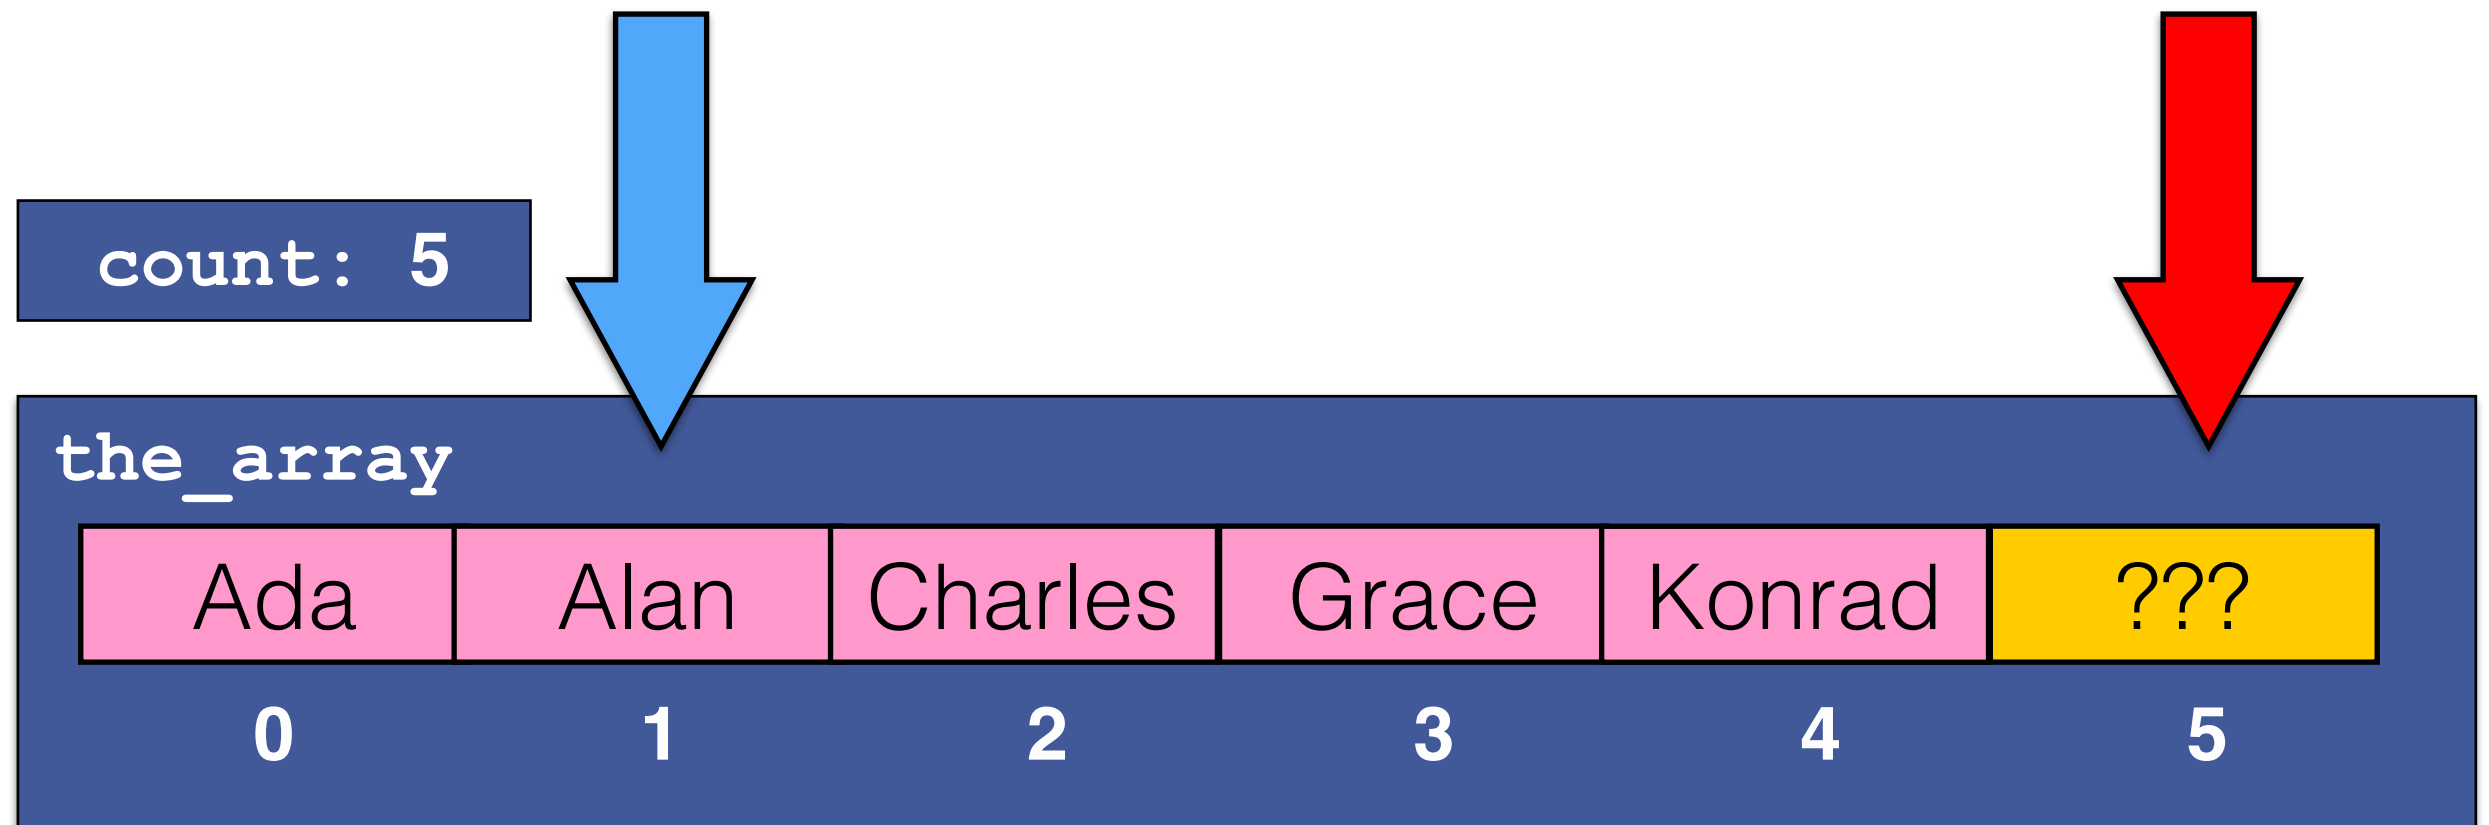 count: 5
the_array
Ada Alan Charles Grace Konrad ???
0 1 2 3 4 5